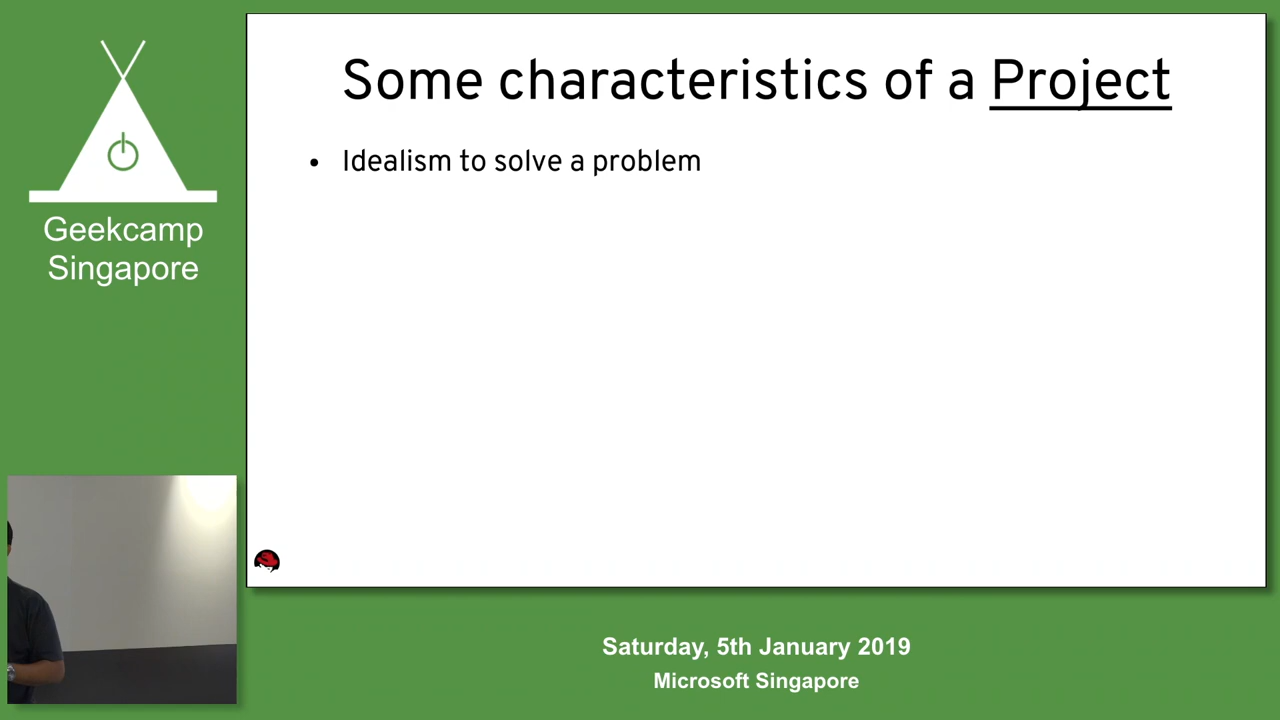 Some characteristics of a Project
• Idealism to solve a problem
Geekcamp
Singapore
Saturday, 5th January 2019
Microsoft Singapore